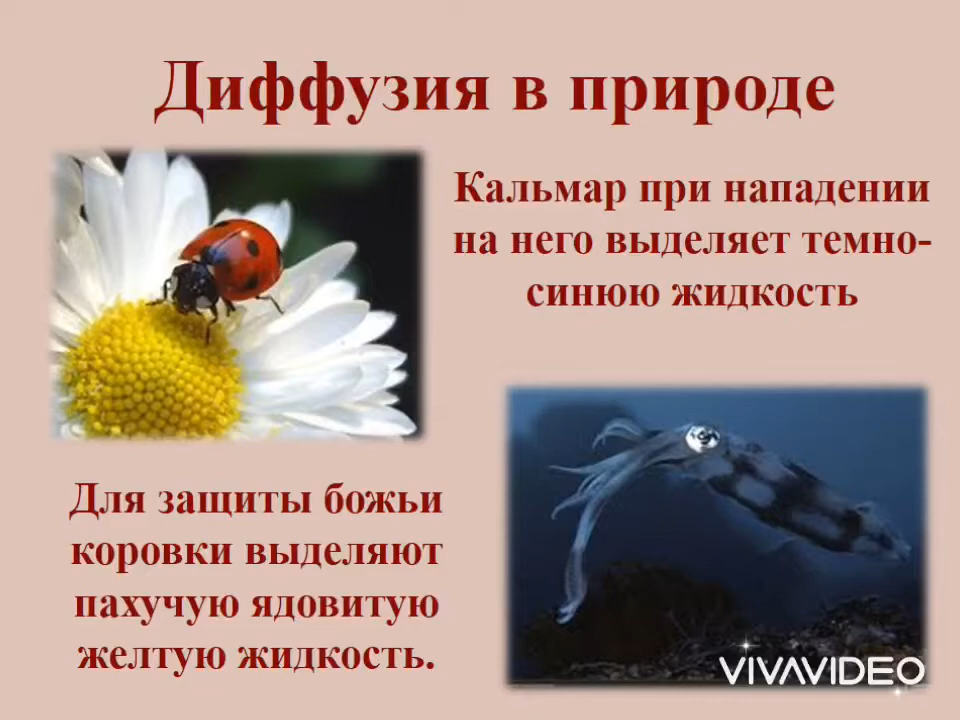 Диффузия в природе
Кальмар при нападении
на него выделяет темно-
синюю жидкость
Для защиты божьи
коровки выделяют
пахучую ядовитую
желтую жидкость.
VIVAVIDEO